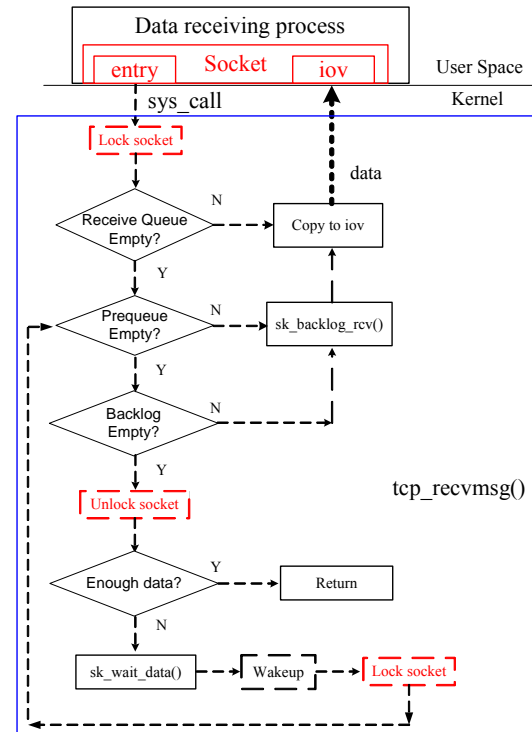 Data receiving process
Socket
entry
iov
User Space
Kernel
sys_call
Lock socket
data
Receive Queue
Empty?
N
Copy to iov
Y
Prequeue
Empty?
N
sk_backlog_rcv()
Y
Backlog
Empty?
N
Y
Unlock socket
tcp_recvmsg()
Enough data?
Y
Return
N
sk_wait_data()
Wakeup
Lock socket